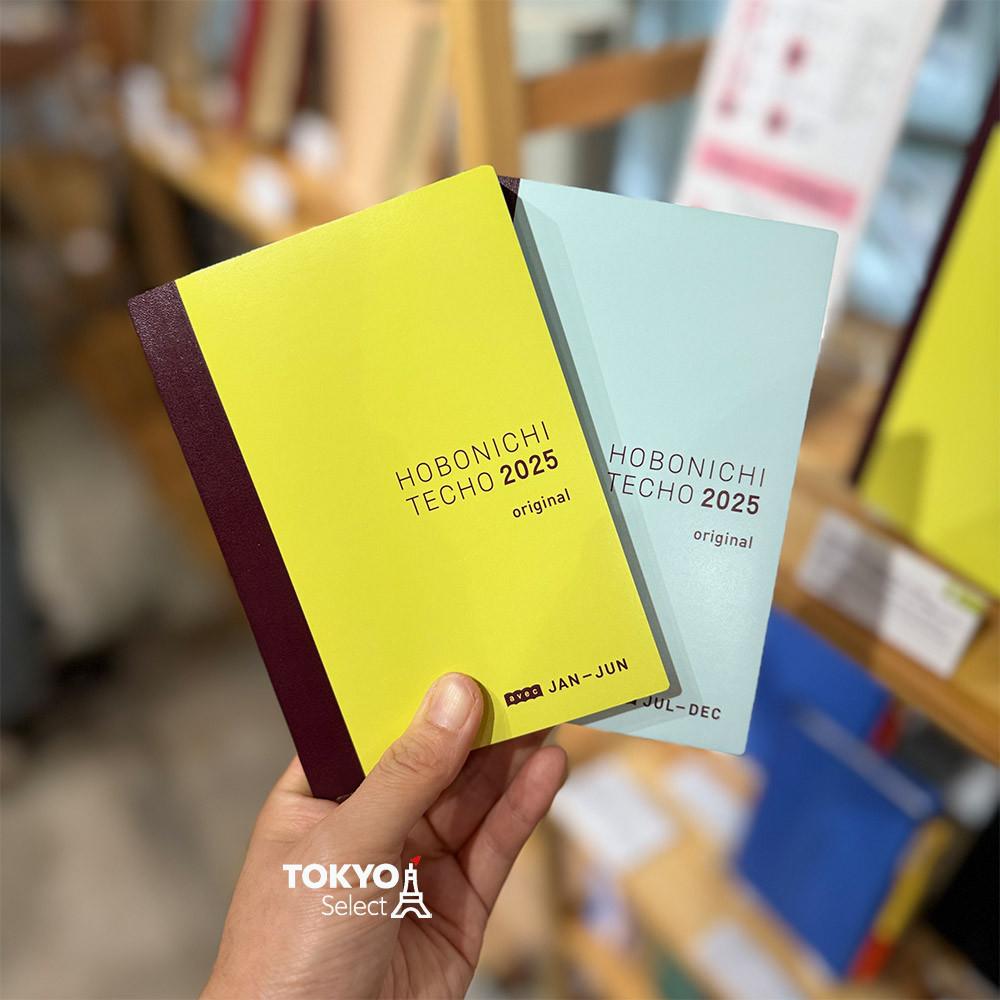 HOBONICHI
TECHO 2025
original
avec JAN–JUN
HOBONICHI
TECHO 2025
original
JUL–DEC
TOKYO
Select